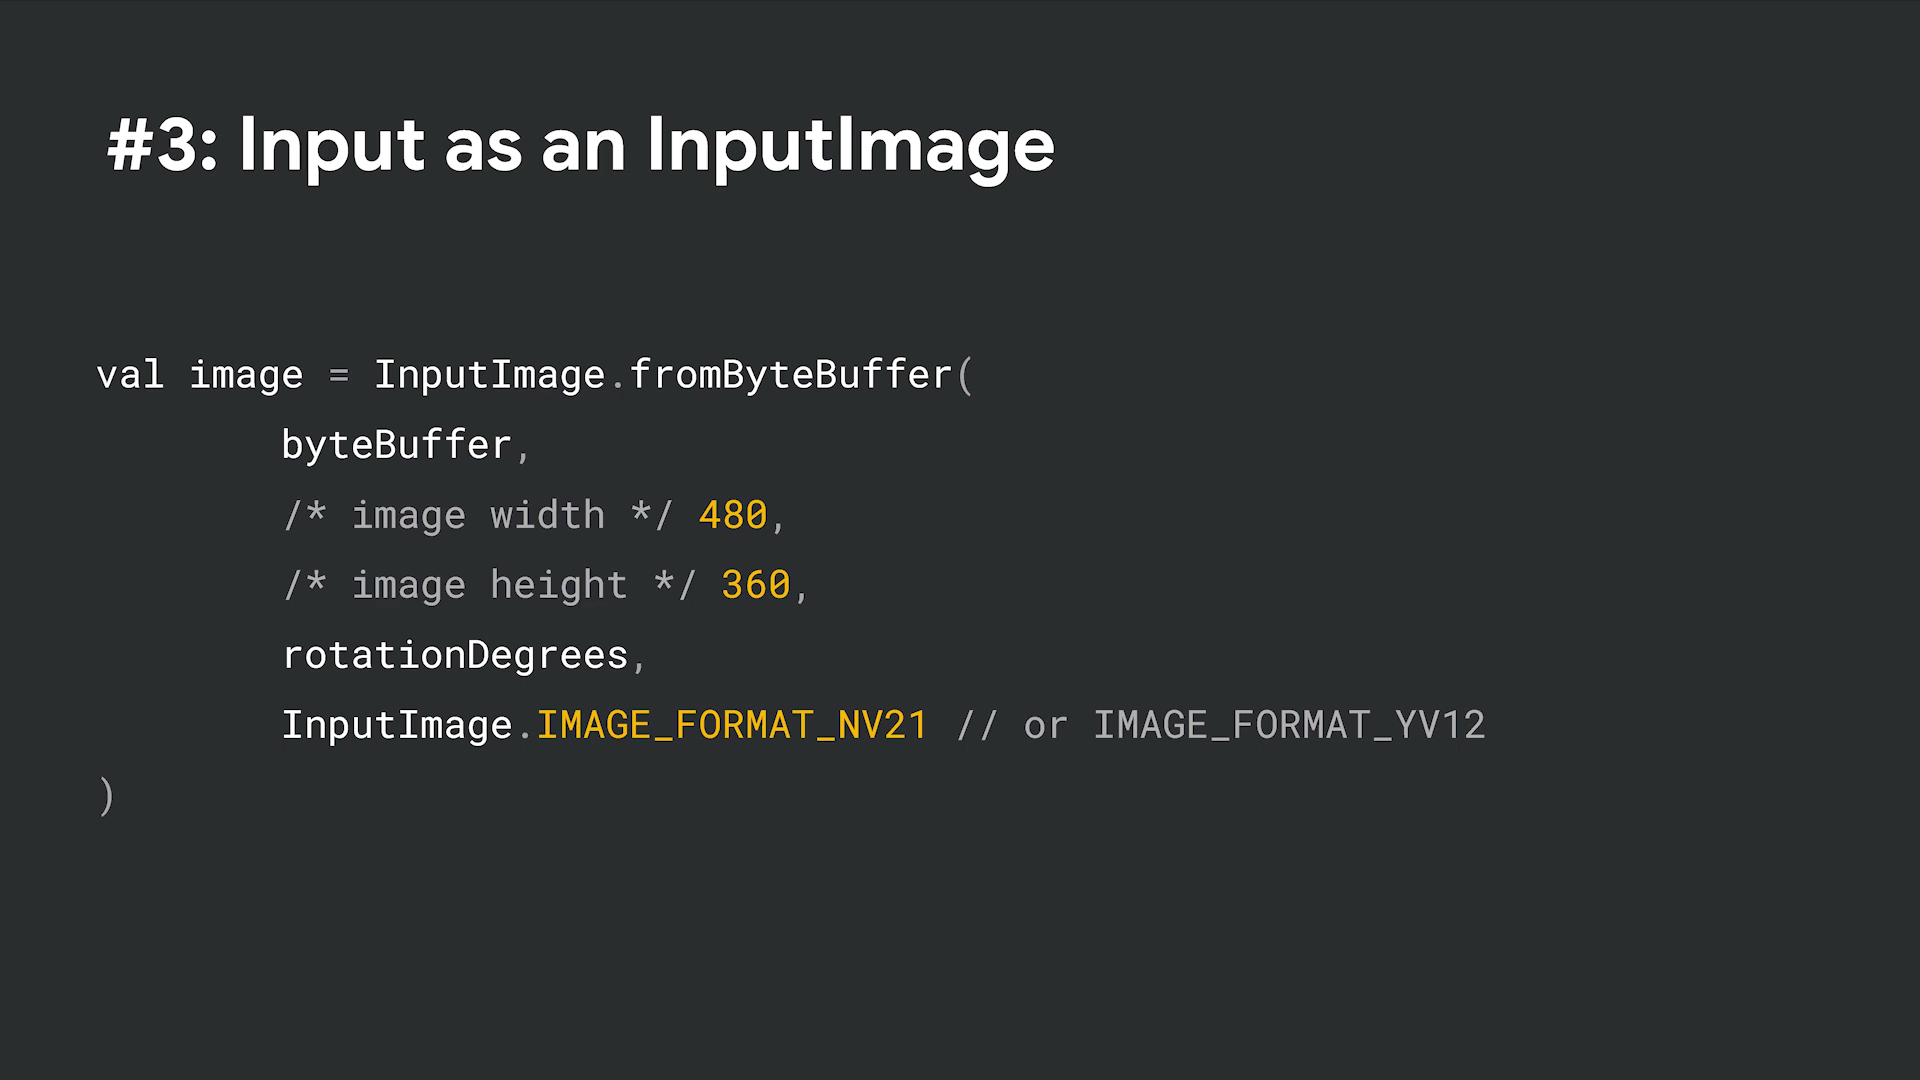 #3: Input as an InputImage
val image = InputImage.fromByteBuffer(
byteBuffer,
/* image width */ 480,
/* image height */ 360,
rotationDegrees,
InputImage.IMAGE_FORMAT_NV21 // or IMAGE_FORMAT_YV12
)